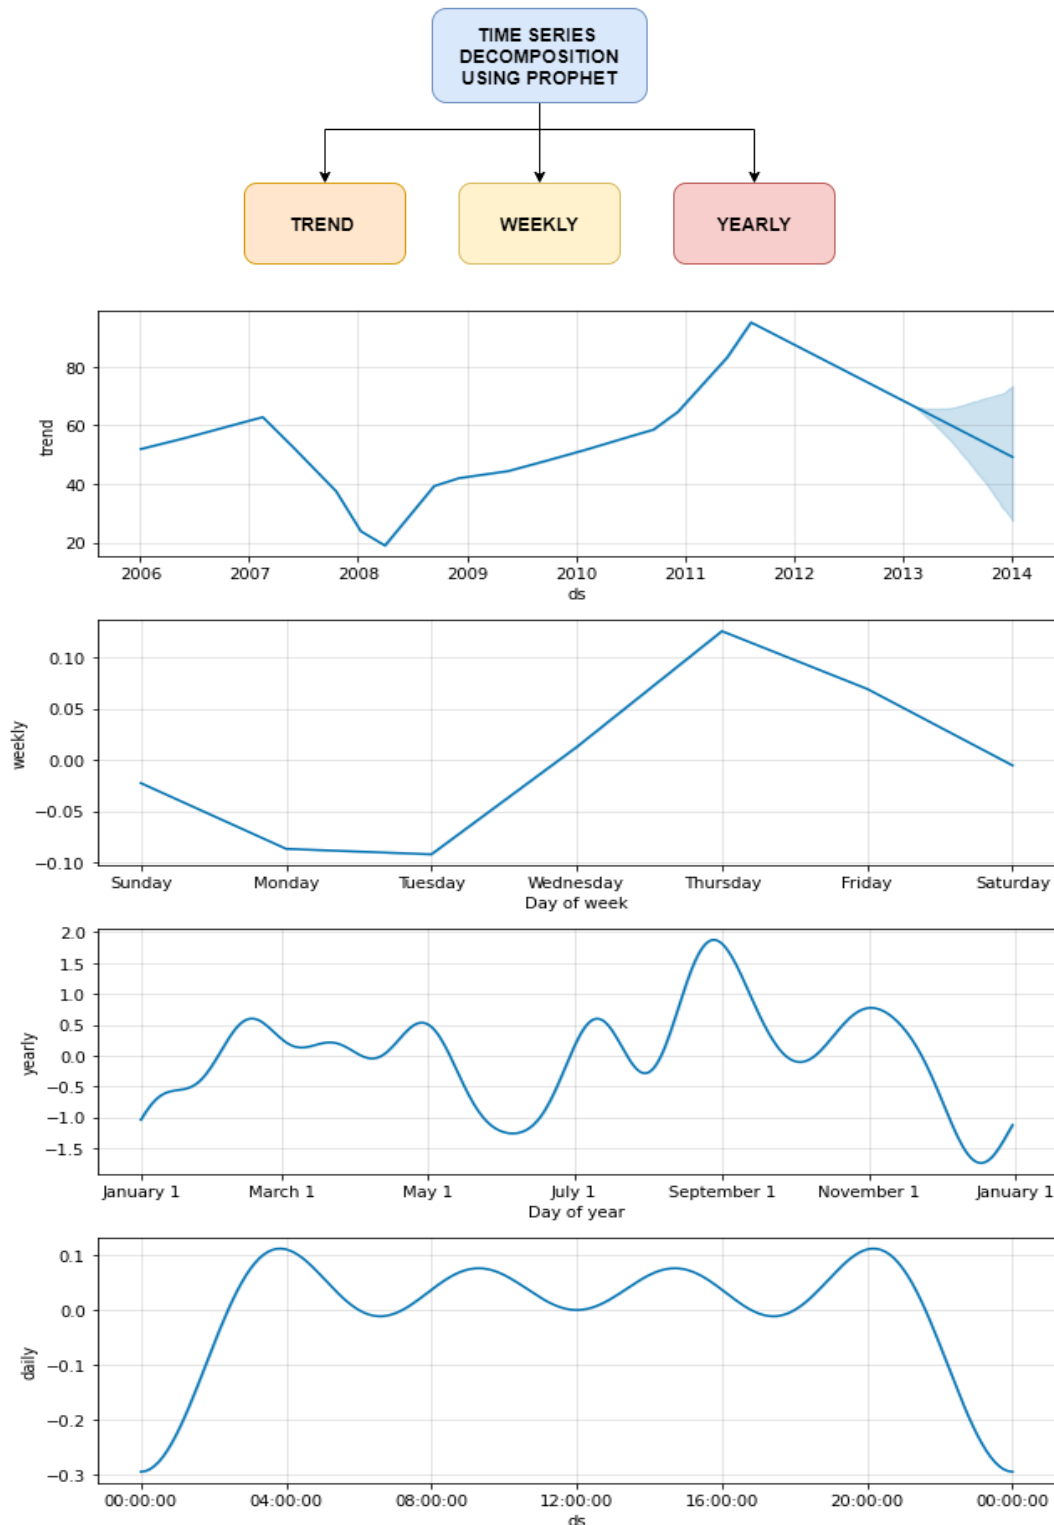 TIME SERIES
DECOMPOSITION
USING PROPHET
TREND WEEKLY YEARLY
trend
80
60
40
20
2006 2007 2008 2009 2010 2011 2012 2013 2014
ds
weekly
0.10
0.05
0.00
−0.05
−0.10
Sunday Monday Tuesday Wednesday Thursday Friday Saturday
Day of week
yearly
2.0
1.5
1.0
0.5
0.0
−0.5
−1.0
−1.5
January 1 March 1 May 1 July 1 September 1 November 1 January 1
Day of year
daily
0.1
0.0
−0.1
−0.2
−0.3
00:00:00 04:00:00 08:00:00 12:00:00 16:00:00 20:00:00 00:00:00
ds